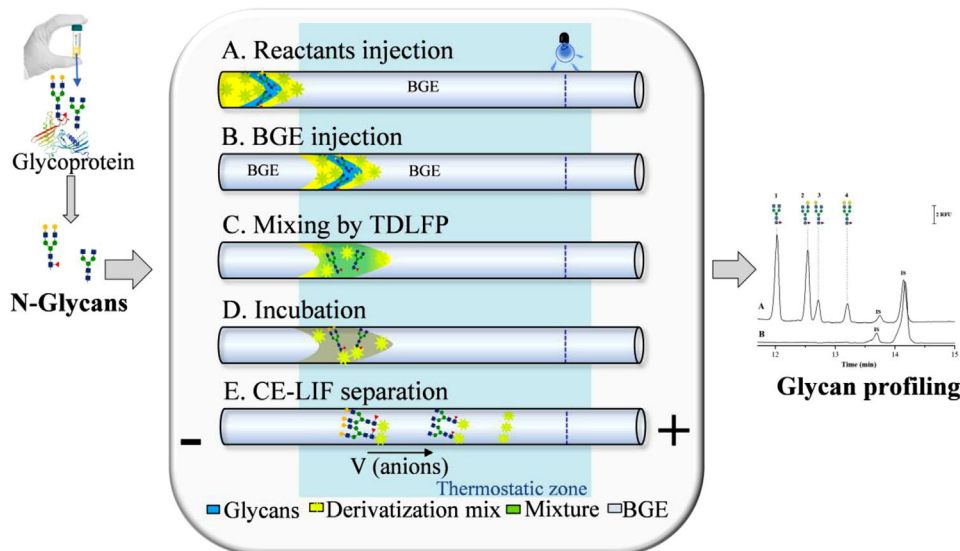 Glycoprotein
N-Glycans
A. Reactants injection
BGE
B. BGE injection
BGE
BGE
C. Mixing by TDLFP
D. Incubation
E. CE-LIF separation
-
+
V (anions)
Thermostatic zone
Glycans
Derivatization mix
Mixture
BGE
1
2
3
4
2 RFU
A
B
IS
IS
IS
12
13
14
15
Time (min)
Glycan profiling